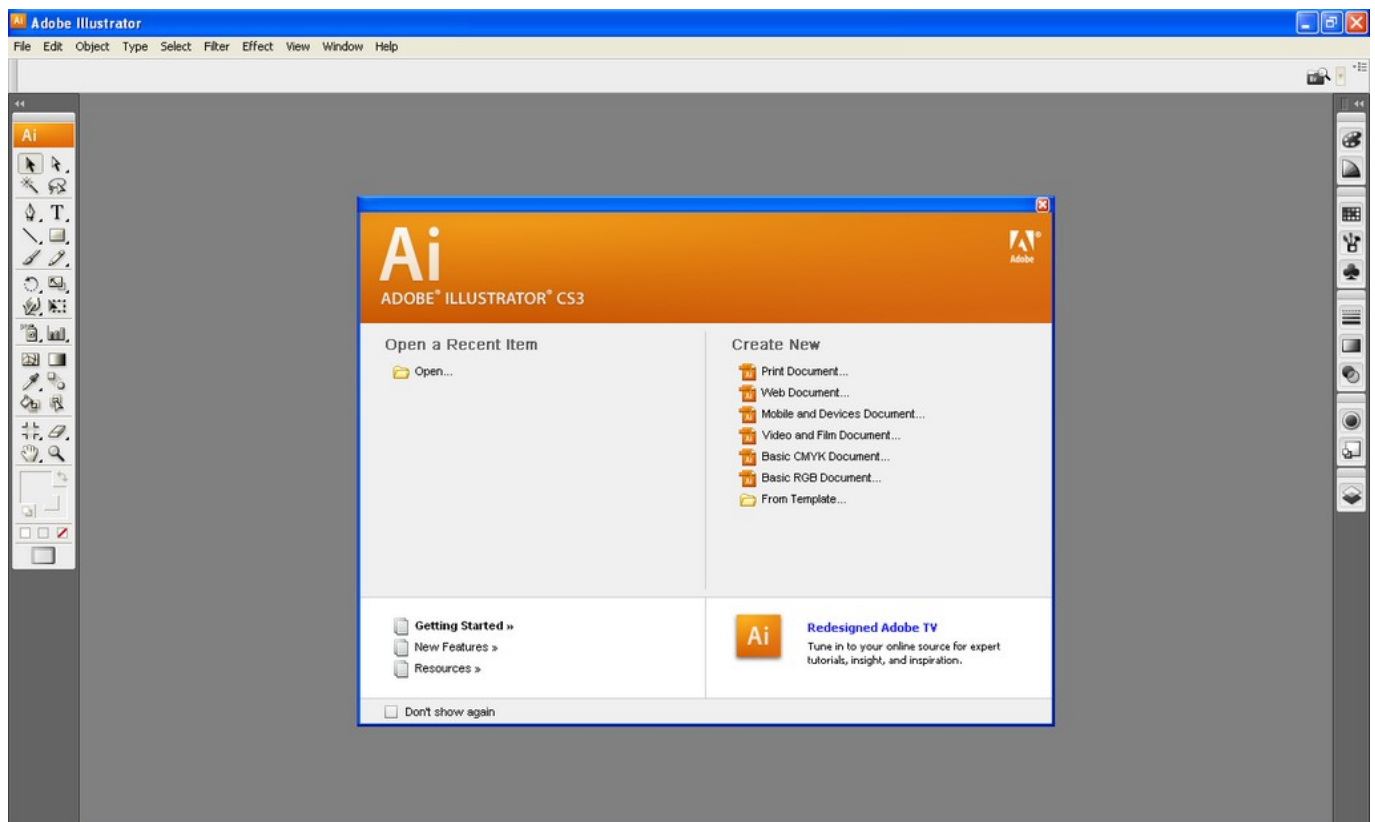 Adobe Illustrator
File Edit Object Type Select Filter Effect View Window Help
Ai
T
Ai
Adobe
ADOBE® ILLUSTRATOR® CS3
Open a Recent Item
Open...
Create New
Print Document...
Web Document...
Mobile and Devices Document...
Video and Film Document...
Basic CMYK Document...
Basic RGB Document...
From Template...
Getting Started »
New Features »
Resources »
Ai
Redesigned Adobe TV
Tune in to your online source for expert
tutorials, insight, and inspiration.
Don't show again